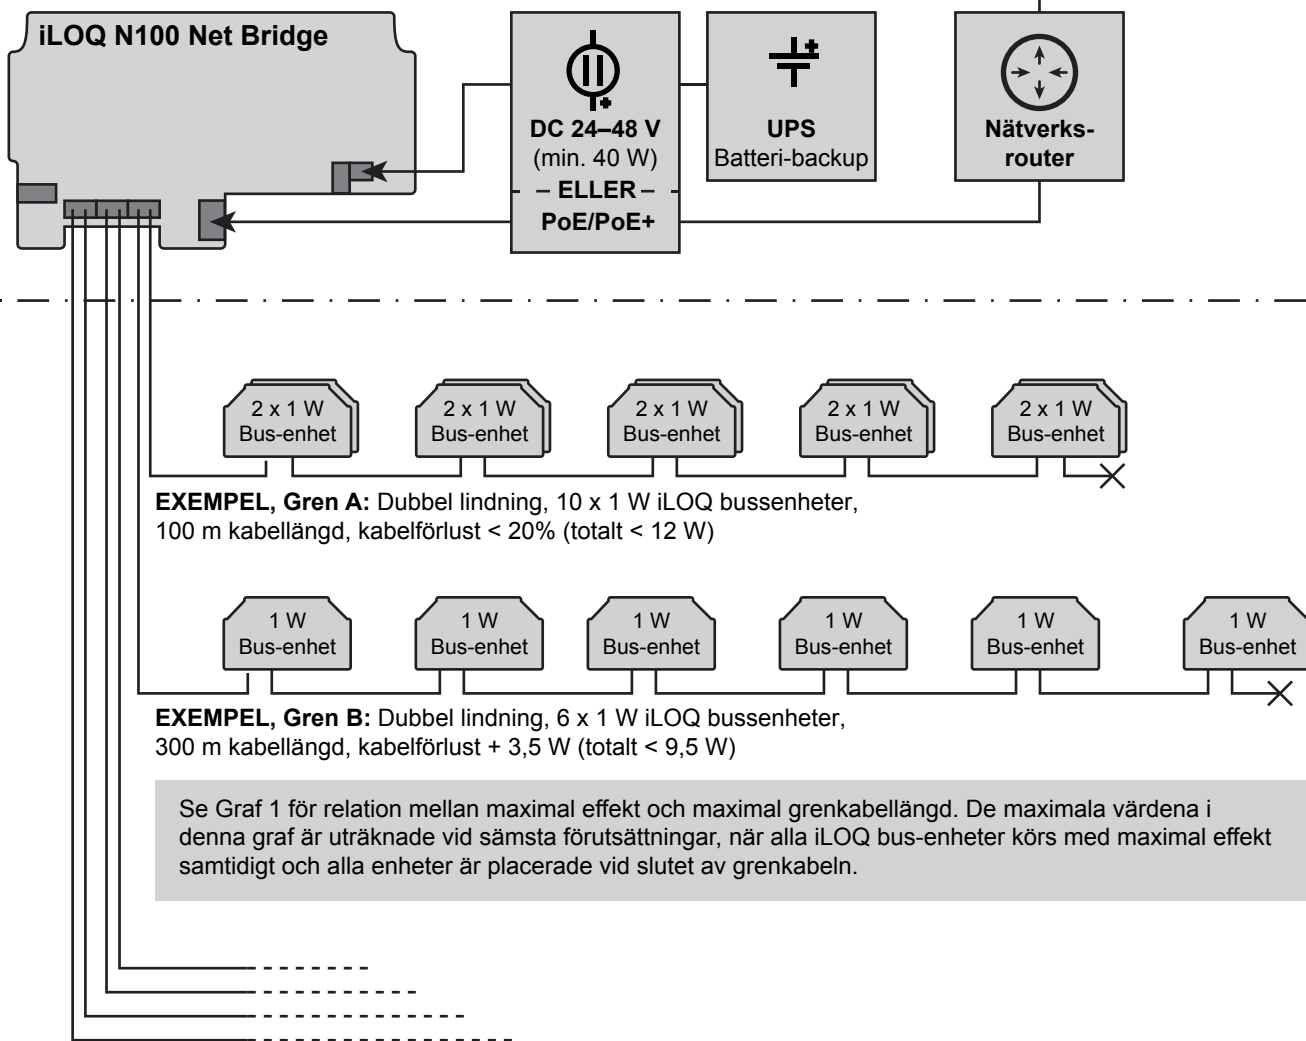 iLOQ N100 Net Bridge
DC 24–48 V
(min. 40 W)
ELLER
PoE/PoE+
UPS
Batteri-backup
Nätverks-
router
2 x 1 W
Bus-enhet
2 x 1 W
Bus-enhet
2 x 1 W
Bus-enhet
2 x 1 W
Bus-enhet
2 x 1 W
Bus-enhet
EXEMPEL, Gren A: Dubbel lindning, 10 x 1 W iLOQ bussenheter,
100 m kabellängd, kabelförlust < 20% (totalt < 12 W)
1 W
Bus-enhet
1 W
Bus-enhet
1 W
Bus-enhet
1 W
Bus-enhet
1 W
Bus-enhet
1 W
Bus-enhet
EXEMPEL, Gren B: Dubbel lindning, 6 x 1 W iLOQ bussenheter,
300 m kabellängd, kabelförlust + 3,5 W (totalt < 9,5 W)
Se Graf 1 för relation mellan maximal effekt och maximal grenkabellängd. De maximala värdena i
denna graf är uträknade vid sämsta förutsättningar, när alla iLOQ bus-enheter körs med maximal effekt
samtidigt och alla enheter är placerade vid slutet av grenkabeln.